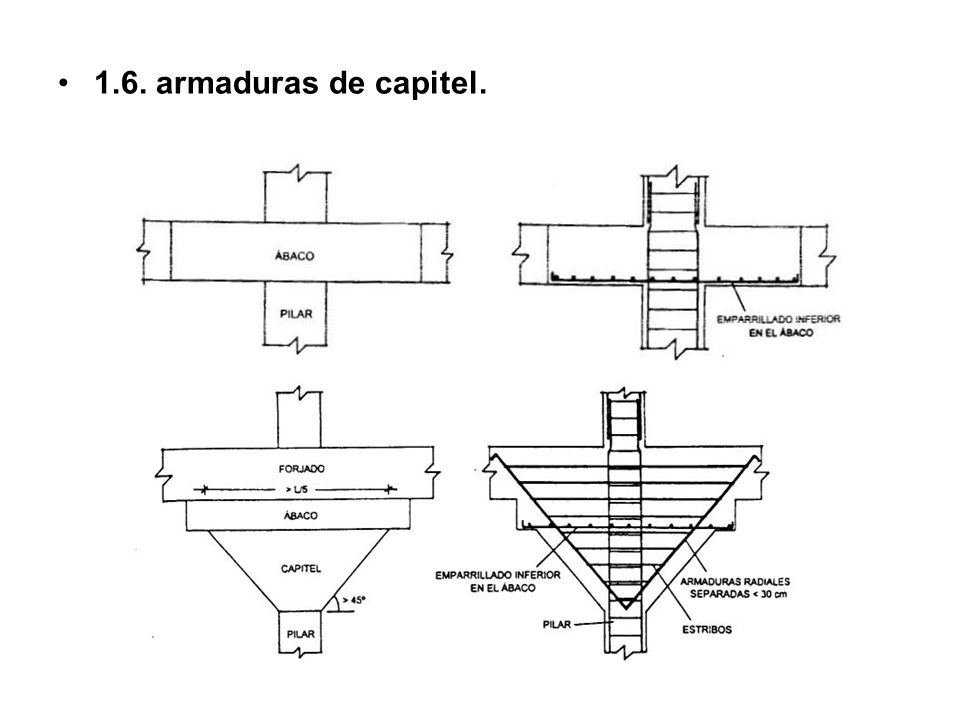 • 1.6. armaduras de capitel.
ÁBACO
PILAR
EMPARRILLADO INFERIOR
EN EL ÁBACO
FORJADO
> L/5
ÁBACO
CAPITEL
> 45º
PILAR
EMPARRILLADO INFERIOR
EN EL ÁBACO
PILAR
ARMADURAS RADIALES
SEPARADAS < 30 cm
ESTRIBOS